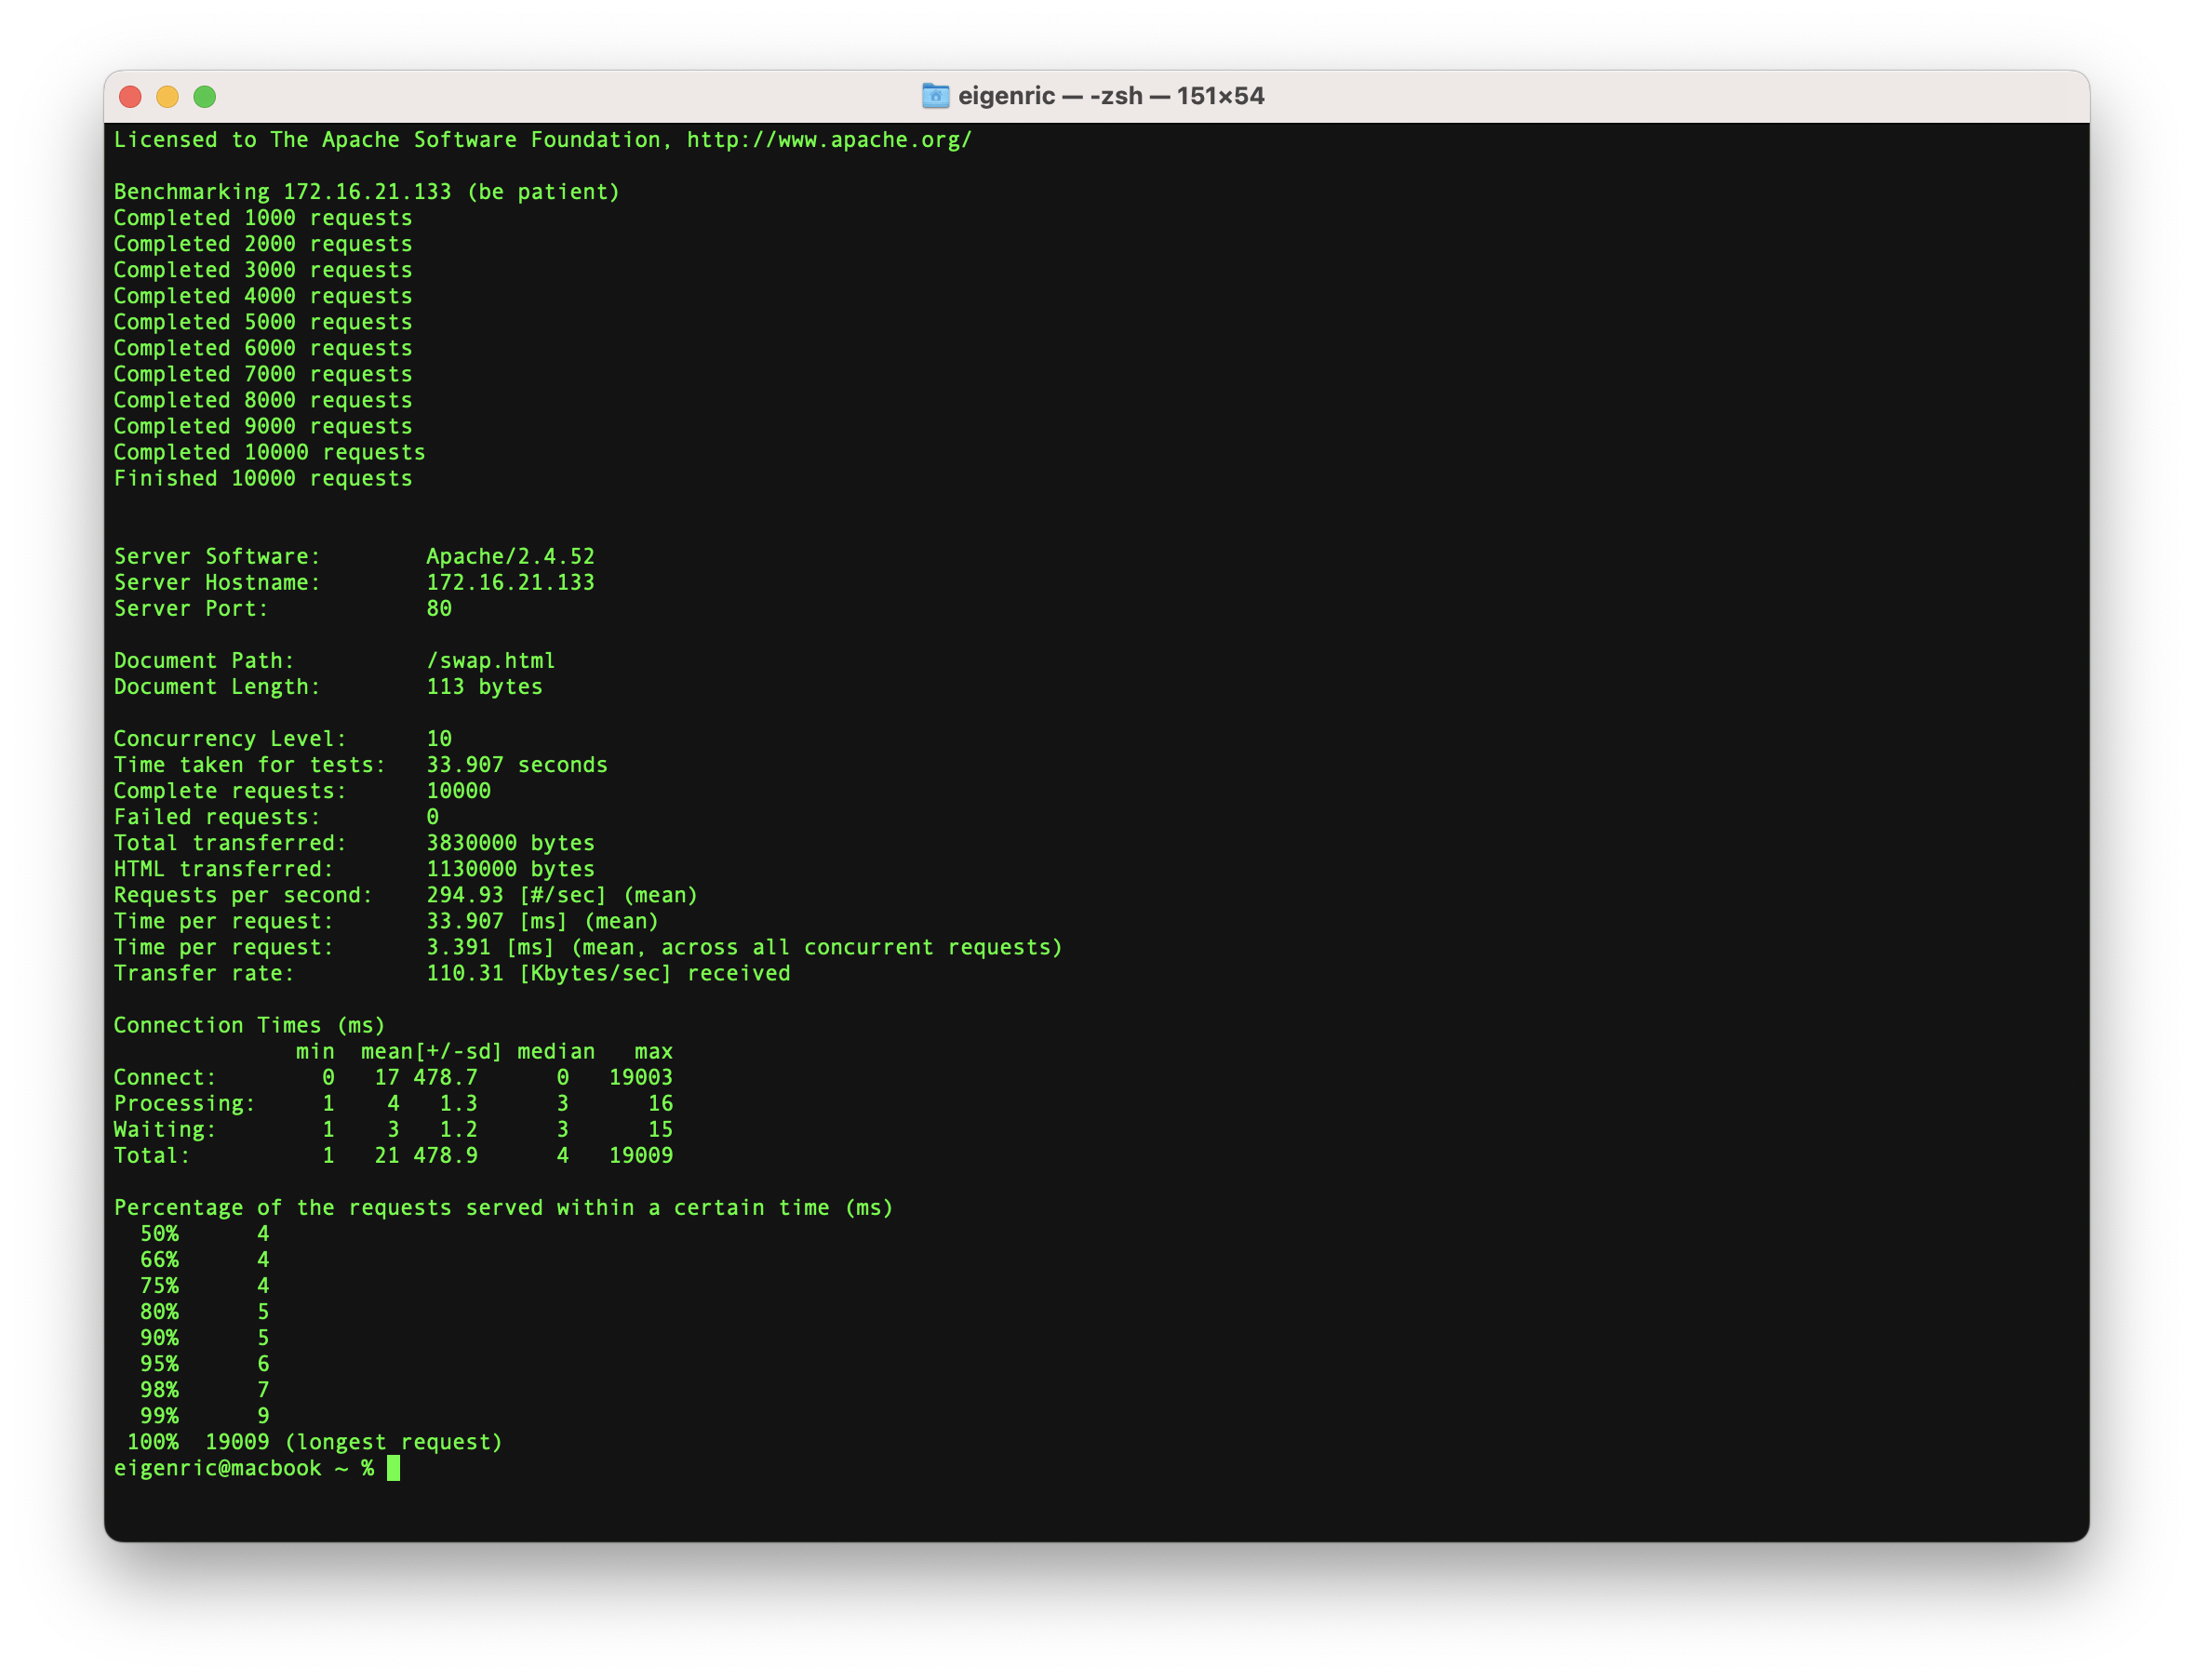 eigenric — -zsh — 151×54
Licensed to The Apache Software Foundation, http://www.apache.org/
Benchmarking 172.16.21.133 (be patient)
Completed 1000 requests
Completed 2000 requests
Completed 3000 requests
Completed 4000 requests
Completed 5000 requests
Completed 6000 requests
Completed 7000 requests
Completed 8000 requests
Completed 9000 requests
Completed 10000 requests
Finished 10000 requests
Server Software:        Apache/2.4.52
Server Hostname:        172.16.21.133
Server Port:            80
Document Path:          /swap.html
Document Length:        113 bytes
Concurrency Level:      10
Time taken for tests:   33.907 seconds
Complete requests:      10000
Failed requests:        0
Total transferred:      3830000 bytes
HTML transferred:       1130000 bytes
Requests per second:    294.93 [#/sec] (mean)
Time per request:       33.907 [ms] (mean)
Time per request:       3.391 [ms] (mean, across all concurrent requests)
Transfer rate:          110.31 [Kbytes/sec] received
Connection Times (ms)
              min  mean[+/-sd] median   max
Connect:        0   17 478.7      0   19003
Processing:     1    4   1.3      3      16
Waiting:        1    3   1.2      3      15
Total:          1   21 478.9      4   19009
Percentage of the requests served within a certain time (ms)
  50%      4
  66%      4
  75%      4
  80%      5
  90%      5
  95%      6
  98%      7
  99%      9
 100%  19009 (longest request)
eigenric@macbook ~ %